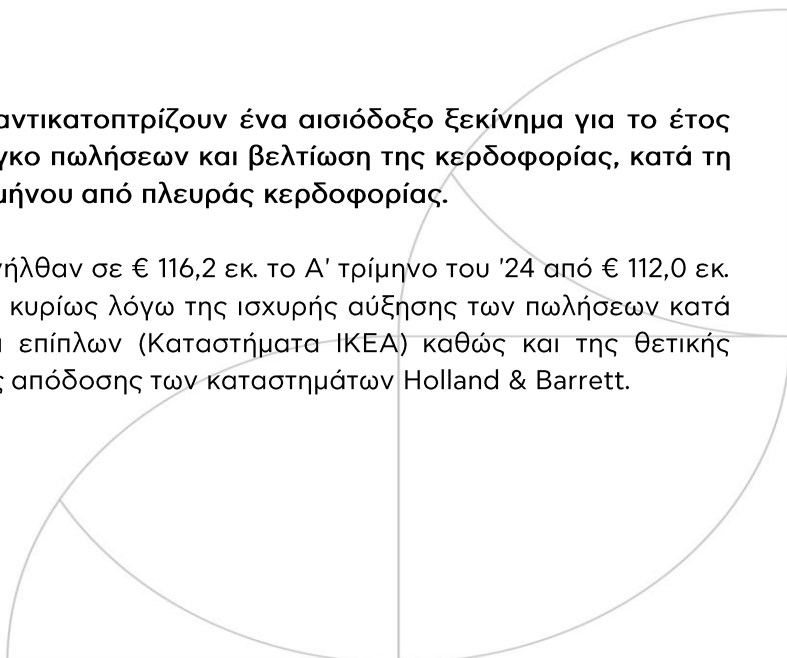 αντικατοπτρίζουν ένα αισιόδοξο ξεκίνημα για το έτος
γκο πωλήσεων και βελτίωση της κερδοφορίας, κατά τη
μήνου από πλευράς κερδοφορίας.
ήλθαν σε € 116,2 εκ. το Α' τρίμηνο του '24 από € 112,0 εκ.
κυρίως λόγω της ισχυρής αύξησης των πωλήσεων κατά
επίπλων (Καταστήματα ΙΚΕΑ) καθώς και της θετικής
ς απόδοσης των καταστημάτων Holland & Barrett.